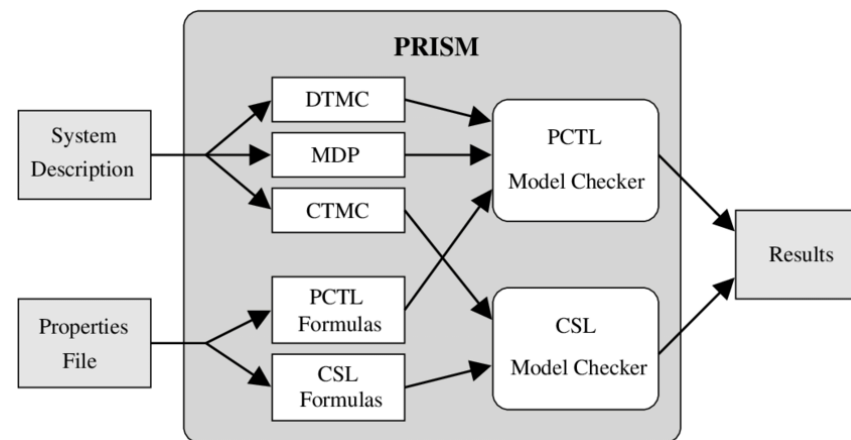 PRISM
System
Description
DTMC
MDP
CTMC
PCTL
Model Checker
Results
Properties
File
PCTL
Formulas
CSL
Formulas
CSL
Model Checker